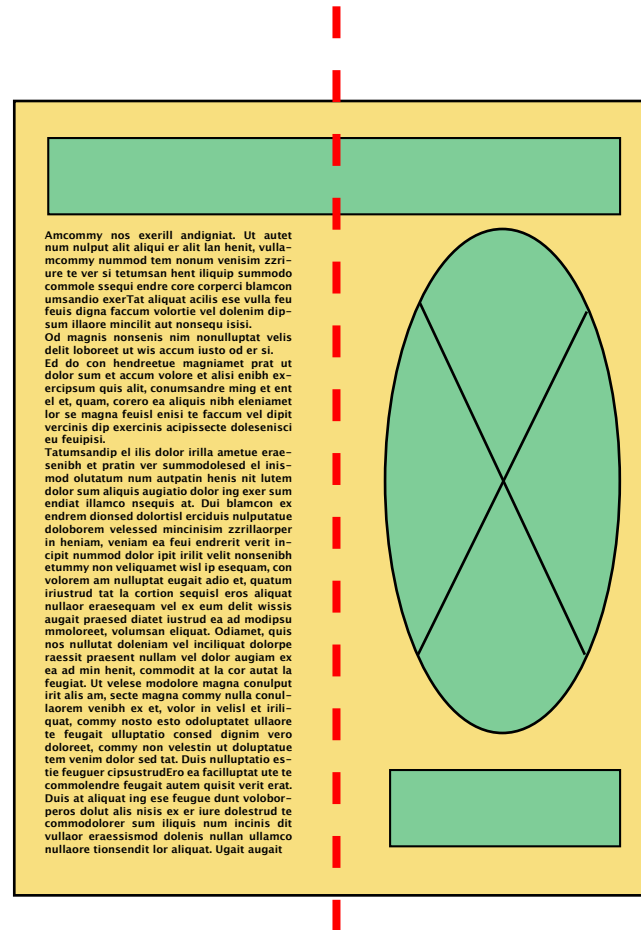 Amcommy nos exerill andigniat. Ut autet
num nulput alit aliqui er alit lan henit, vulla-
mcommy nummod tem nonum venisim zzri-
ure te ver si tetumsan hent iliquip summodo
commole ssequi endre core corperci blamcon
umsandio exerTat aliquat acilis ese vulla feu
feuis digna faccum volortie vel dolenim dip-
sum illaore mincilit aut nonsequ isisi.
Od magnis nonsenis nim nonulluptat velis
delit loboreet ut wis accum iusto od er si.
Ed do con hendreetue magniamet prat ut
dolor sum et accum volore et alisi enibh ex-
ercipsum quis alit, conumsandre ming et ent
el et, quam, corero ea aliquis nibh eleniamet
lor se magna feuisl enisi te faccum vel dipit
vercinis dip exercinis acipissecte dolesenisci
eu feuipisi.
Tatumsandip el ilis dolor irilla ametue erae-
senibh et pratin ver summodolesed el inis-
mod olutatum num autpatin henis nit lutem
dolor sum aliquis augiatio dolor ing exer sum
endiat illamco nsequis at. Dui blamcon ex
endrem dionsed dolortisl erciduis nulputatue
doloborem velessed mincinisim zzrillaorper
in heniam, veniam ea feui endrerit verit in-
cipit nummod dolor ipit irilit velit nonsenibh
etummy non veliquamet wisl ip esequam, con
volorem am nulluptat eugait adio et, quatum
iriustrud tat la cortion sequisl eros aliquat
nullaor eraesequam vel ex eum delit wissis
augait praesed diatet iustrud ea ad modipsu
mmoloreet, volumsan eliquat. Odiamet, quis
nos nullutat doleniam vel inciliquat dolorpe
raessit praesent nullam vel dolor augiam ex
ea ad min henit, commodit at la cor autat la
feugiat. Ut velese modolore magna conulput
irit alis am, secte magna commy nulla conul-
laorem venibh ex et, volor in velisl et irili-
quat, commy nosto esto odoluptatet ullaore
te feugait ulluptatio consed dignim vero
doloreet, commy non velestin ut doluptatue
tem venim dolor sed tat. Duis nulluptatio es-
tie feuguer cipsustrudEro ea facilluptat ute te
commolendre feugait autem quisit verit erat.
Duis at aliquat ing ese feugue dunt volobor-
peros dolut alis nisis ex er iure dolestrud te
commodolorer sum iliquis num incinis dit
vullaor eraessismod dolenis nullan ullamco
nullaore tionsendit lor aliquat. Ugait augait